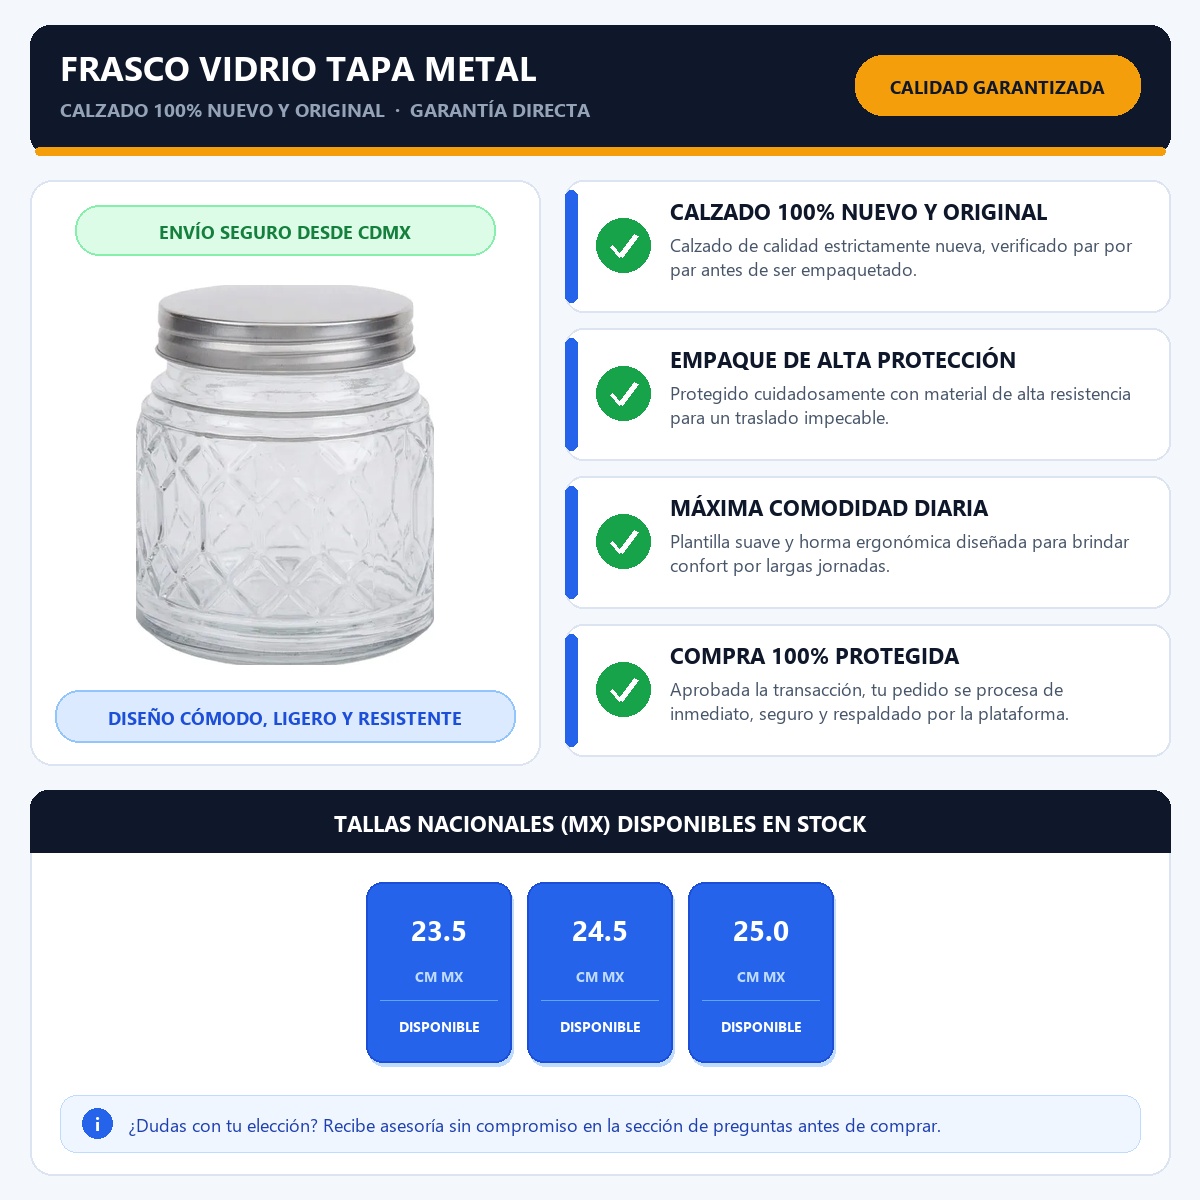 FRASCO VIDRIO TAPA METAL
CALZADO 100% NUEVO Y ORIGINAL · GARANTÍA DIRECTA
CALIDAD GARANTIZADA
ENVÍO SEGURO DESDE CDMX
DISEÑO CÓMODO, LIGERO Y RESISTENTE
CALZADO 100% NUEVO Y ORIGINAL
Calzado de calidad estrictamente nueva, verificado par por
par antes de ser empaquetado.
EMPAQUE DE ALTA PROTECCIÓN
Protegido cuidadosamente con material de alta resistencia
para un traslado impecable.
MÁXIMA COMODIDAD DIARIA
Plantilla suave y horma ergonómica diseñada para brindar
confort por largas jornadas.
COMPRA 100% PROTEGIDA
Aprobada la transacción, tu pedido se procesa de
inmediato, seguro y respaldado por la plataforma.
TALLAS NACIONALES (MX) DISPONIBLES EN STOCK
23.5
CM MX
DISPONIBLE
24.5
CM MX
DISPONIBLE
25.0
CM MX
DISPONIBLE
¿Dudas con tu elección? Recibe asesoría sin compromiso en la sección de preguntas antes de comprar.